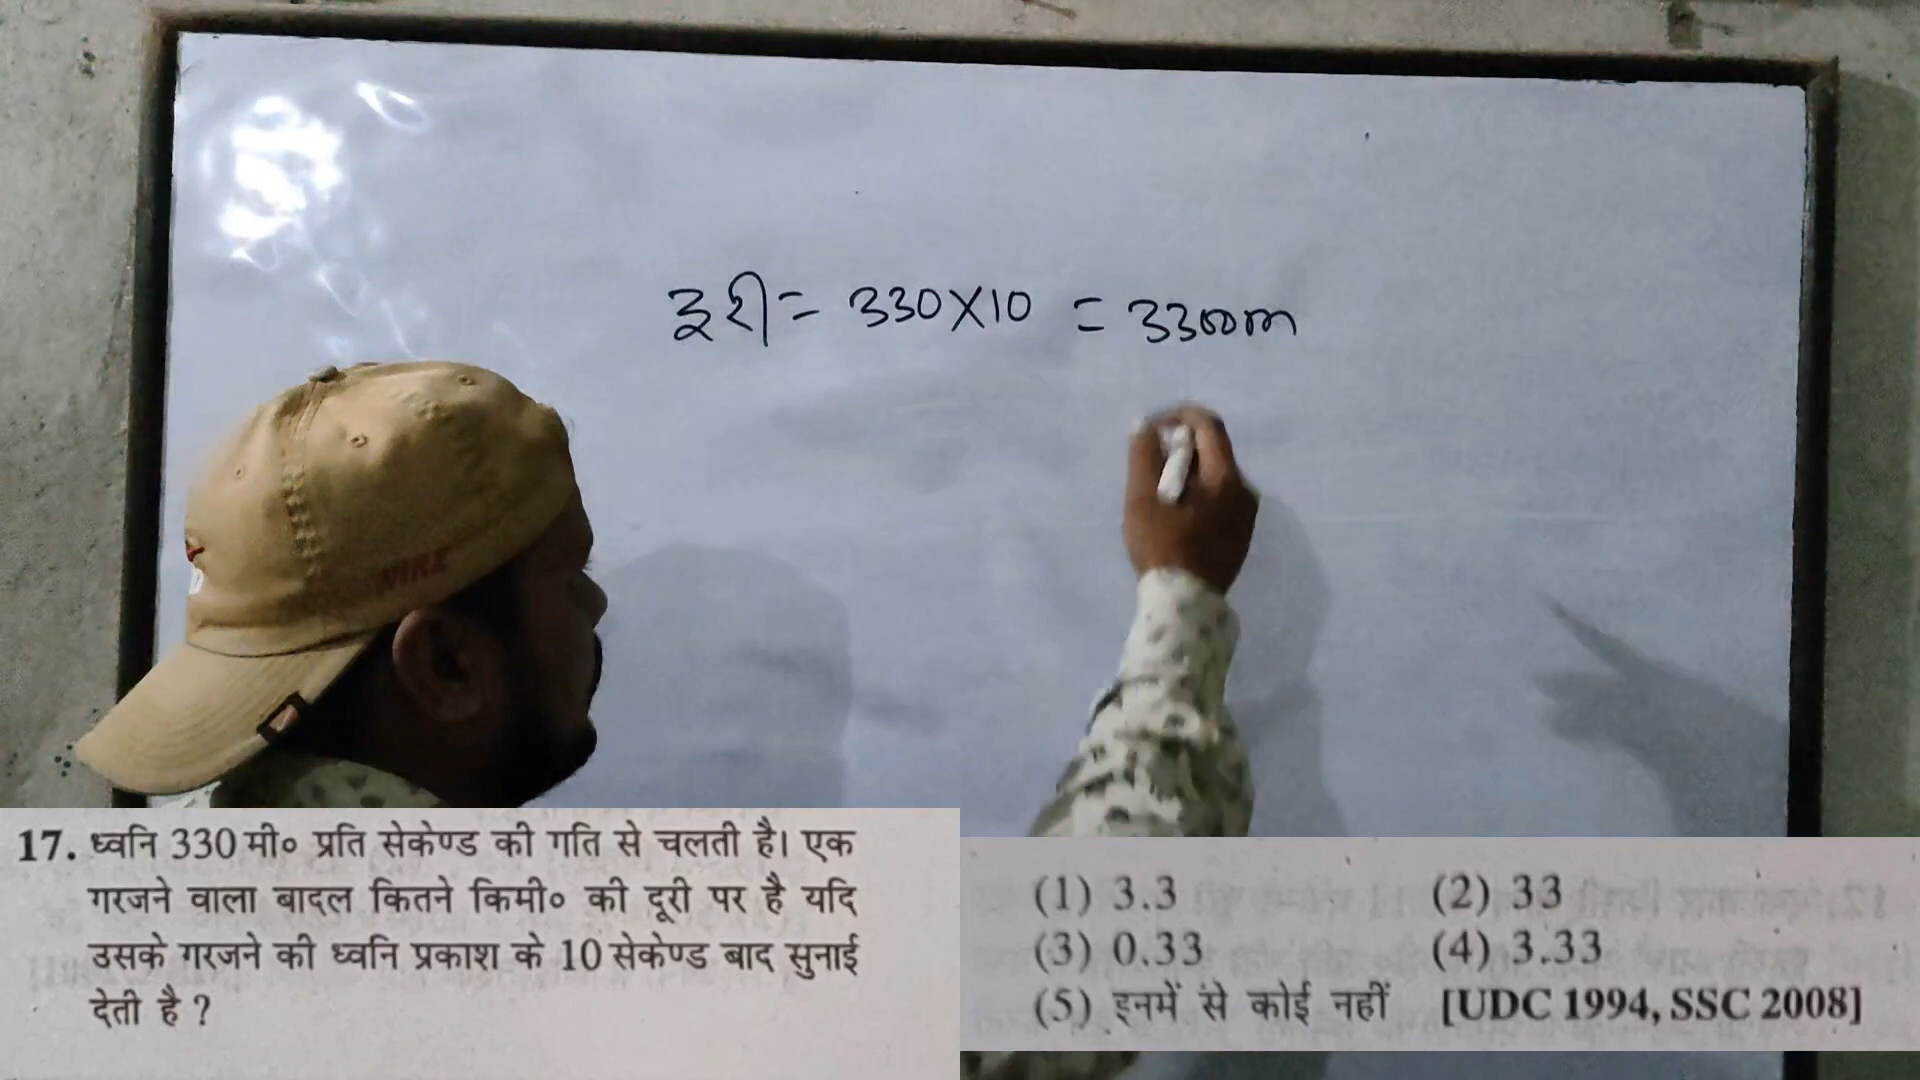 दूरी = 330×10 = 3300m
NIKE
17. ध्वनि 330 मी० प्रति सेकेण्ड की गति से चलती है। एक
गरजने वाला बादल कितने किमी० की दूरी पर है यदि
उसके गरजने की ध्वनि प्रकाश के 10 सेकेण्ड बाद सुनाई
देती है ?
(1) 3.3 (2) 33
(3) 0.33 (4) 3.33
(5) इनमें से कोई नहीं [UDC 1994, SSC 2008]